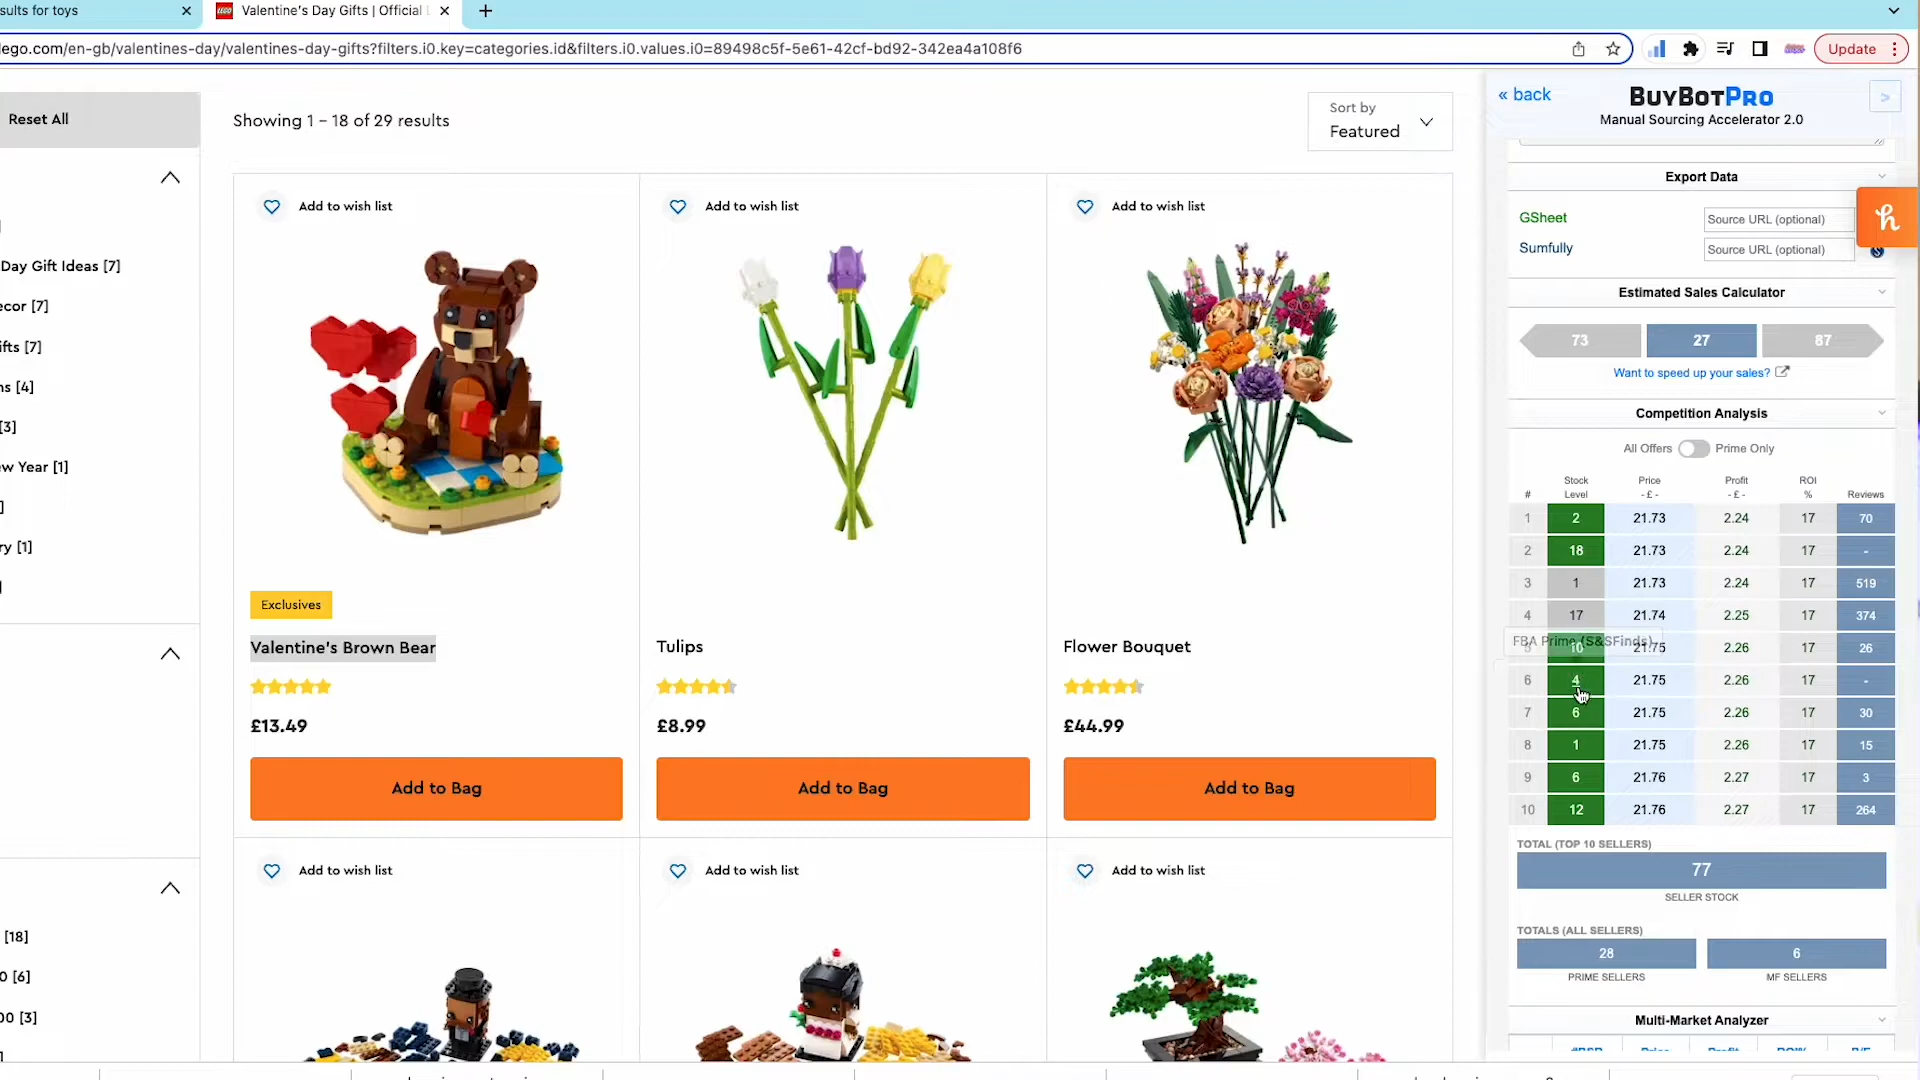 sults for toys
Valentine's Day Gifts | Official
lego.com/en-gb/valentines-day/valentines-day-gifts?filters.i0.key=categories.id&filters.i0.values.i0=89498c5f-5e61-42cf-bd92-342ea4a108f6
Update
Reset All
Day Gift Ideas [7]
ecor [7]
ifts [7]
ns [4]
[3]
ew Year [1]
ry [1]
[18]
0 [6]
00 [3]
Showing 1 - 18 of 29 results
Sort by
Featured
Add to wish list
Exclusives
Valentine's Brown Bear
£13.49
Add to Bag
Add to wish list
Tulips
£8.99
Add to Bag
Add to wish list
Flower Bouquet
£44.99
Add to Bag
Add to wish list
Add to wish list
Add to wish list
« back
BUYBOTPRO
>
Manual Sourcing Accelerator 2.0
Export Data
GSheet Source URL (optional)
Sumfully Source URL (optional)
Estimated Sales Calculator
73 27 87
Want to speed up your sales?
Competition Analysis
All Offers Prime Only
# Stock Level Price - £ - Profit - £ - ROI % Reviews
1 2 21.73 2.24 17 70
2 18 21.73 2.24 17 -
3 1 21.73 2.24 17 519
4 17 21.74 2.25 17 374
FBA Prime (S&SFinds)
5 10 21.75 2.26 17 26
6 4 21.75 2.26 17 -
7 6 21.75 2.26 17 30
8 1 21.75 2.26 17 15
9 6 21.76 2.27 17 3
10 12 21.76 2.27 17 264
TOTAL (TOP 10 SELLERS)
77
SELLER STOCK
TOTALS (ALL SELLERS)
28 6
PRIME SELLERS MF SELLERS
Multi-Market Analyzer
#BSR Price Profit ROI% B/E